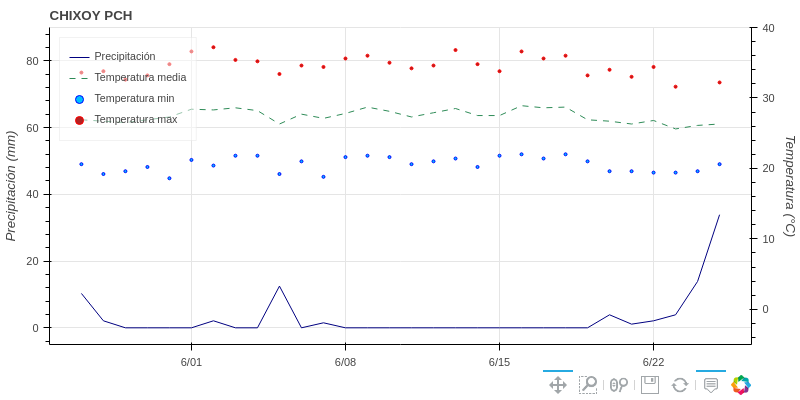 CHIXOY PCH
Precipitación
Temperatura media
Temperatura min
Temperatura max
80
60
40
20
0
Precipitación (mm)
40
30
20
10
0
Temperatura (°C)
6/01
6/08
6/15
6/22